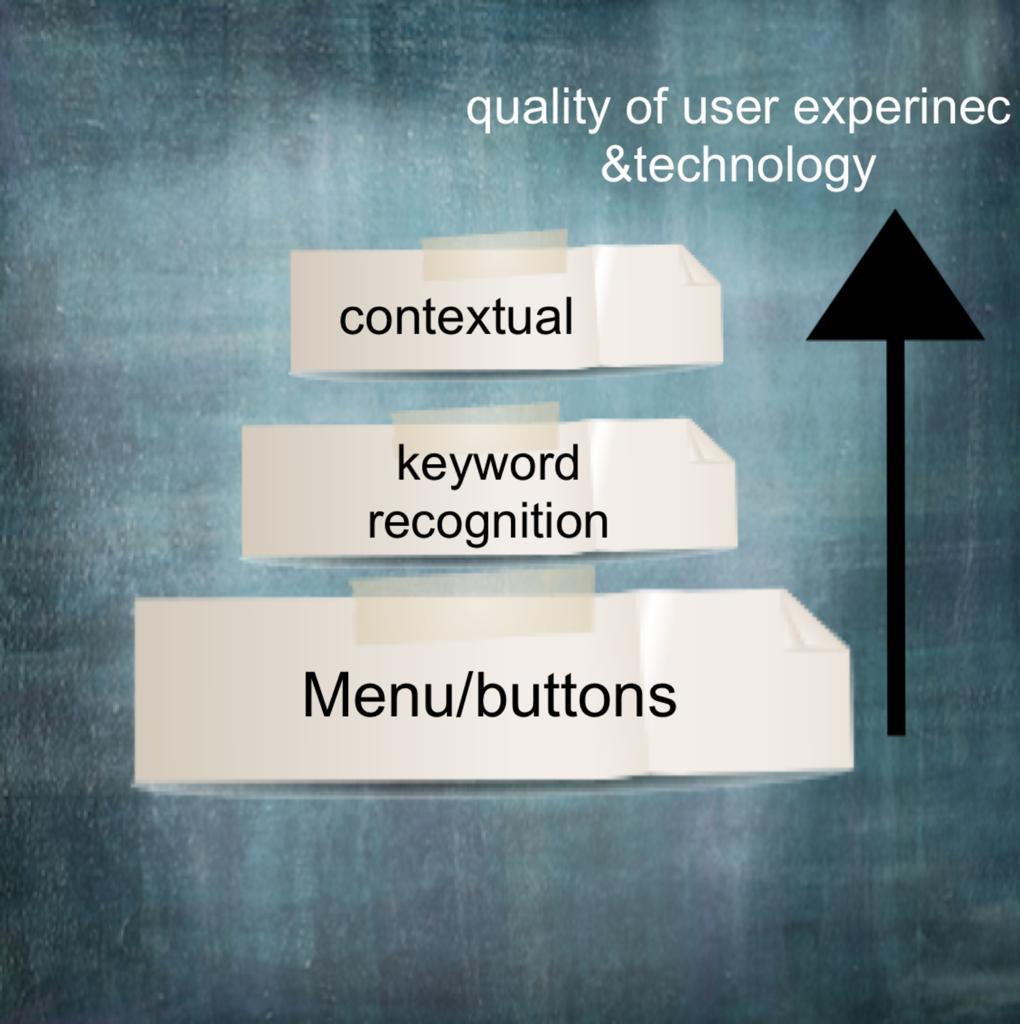 quality of user experinec
&technology
contextual
keyword
recognition
Menu/buttons